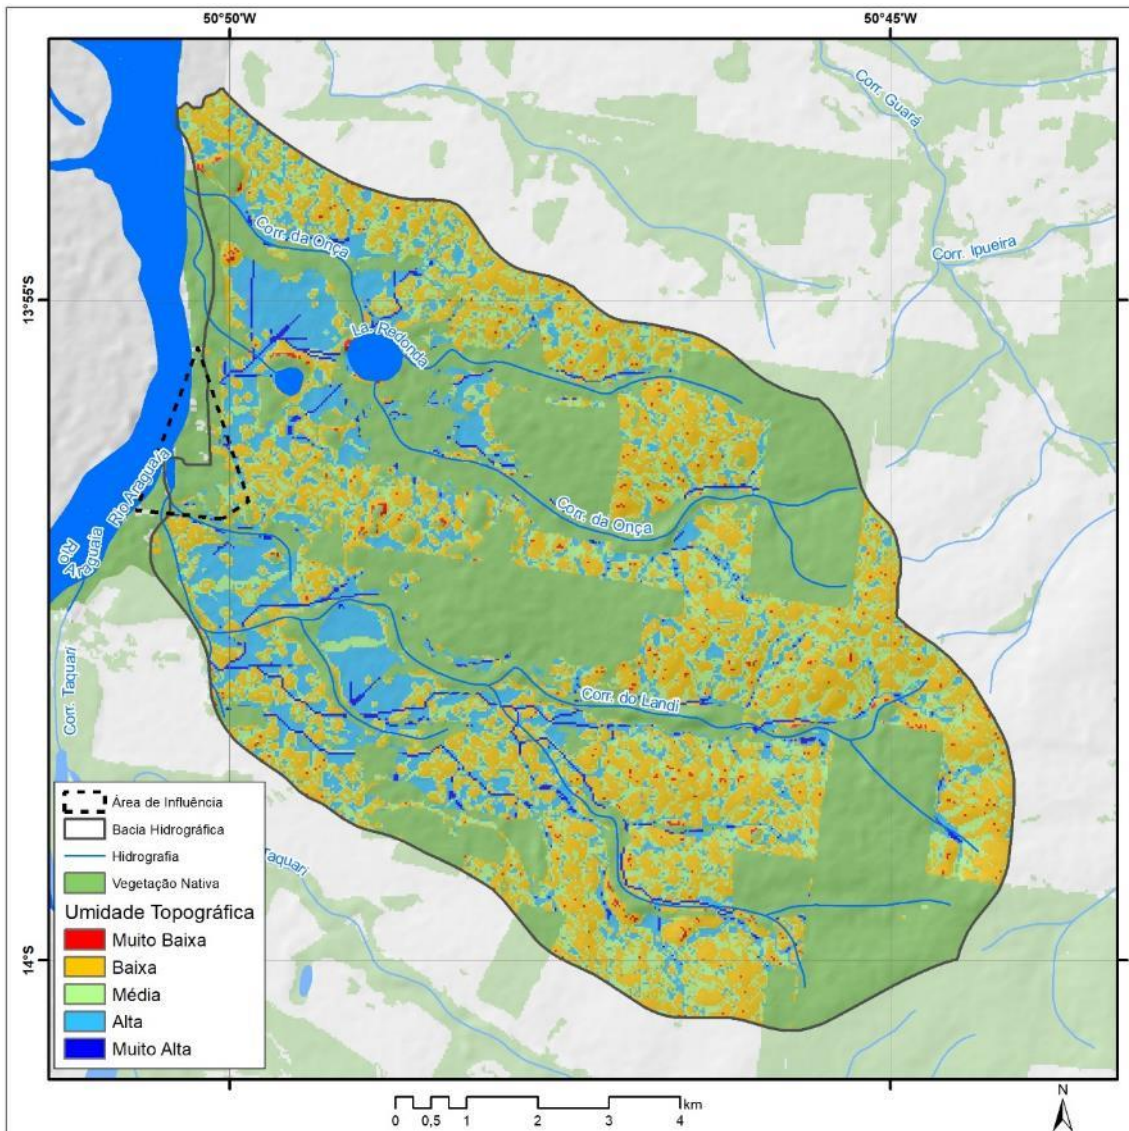 50°50'W
50°45'W
Corr. Guará
Corr. da Onça
Corr. Ipueira
13°55'S
La. Redonda
Rio Araguaia
Rio
Araguaia
Corr. da Onça
Corr. Taquari
Corr. do Landi
Área de Influência
Bacia Hidrográfica
Hidrografia
Vegetação Nativa
Umidade Topográfica
Muito Baixa
Baixa
Média
Alta
Muito Alta
Taquari
14°S
km
0 0,5 1 2 3 4
N